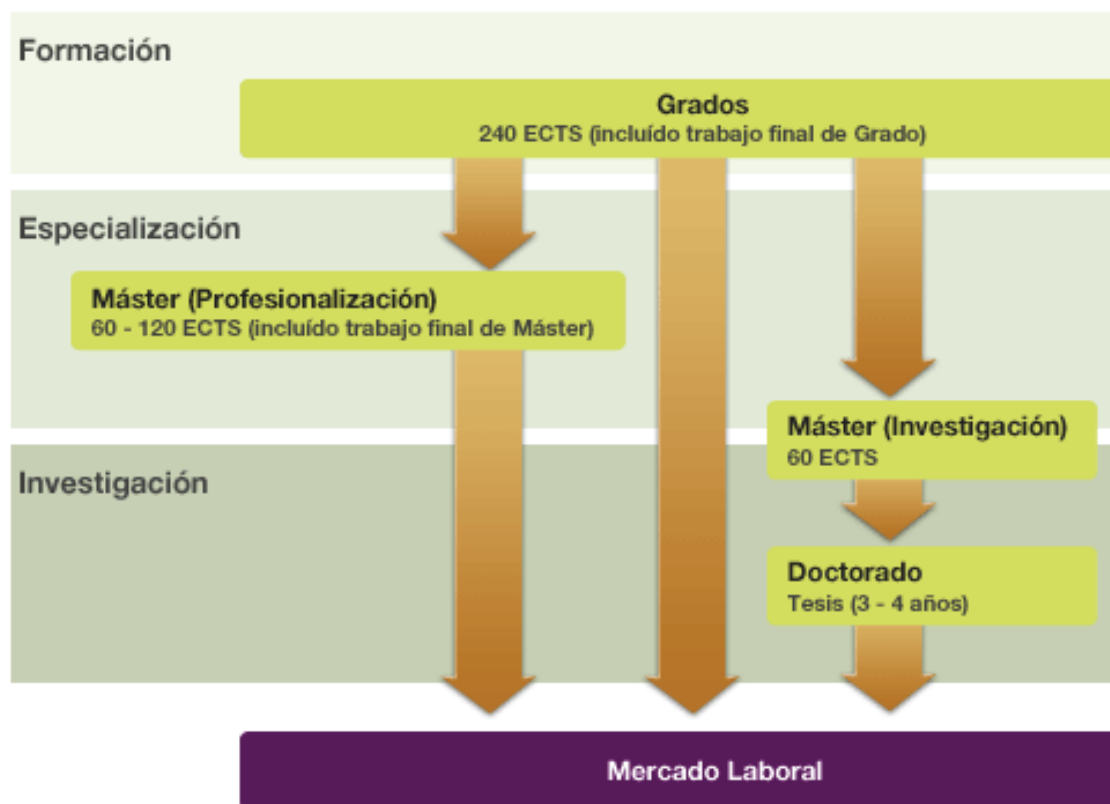 Formación
Grados
240 ECTS (incluído trabajo final de Grado)
Especialización
Máster (Profesionalización)
60 - 120 ECTS (incluído trabajo final de Máster)
Máster (Investigación)
60 ECTS
Investigación
Doctorado
Tesis (3 - 4 años)
Mercado Laboral